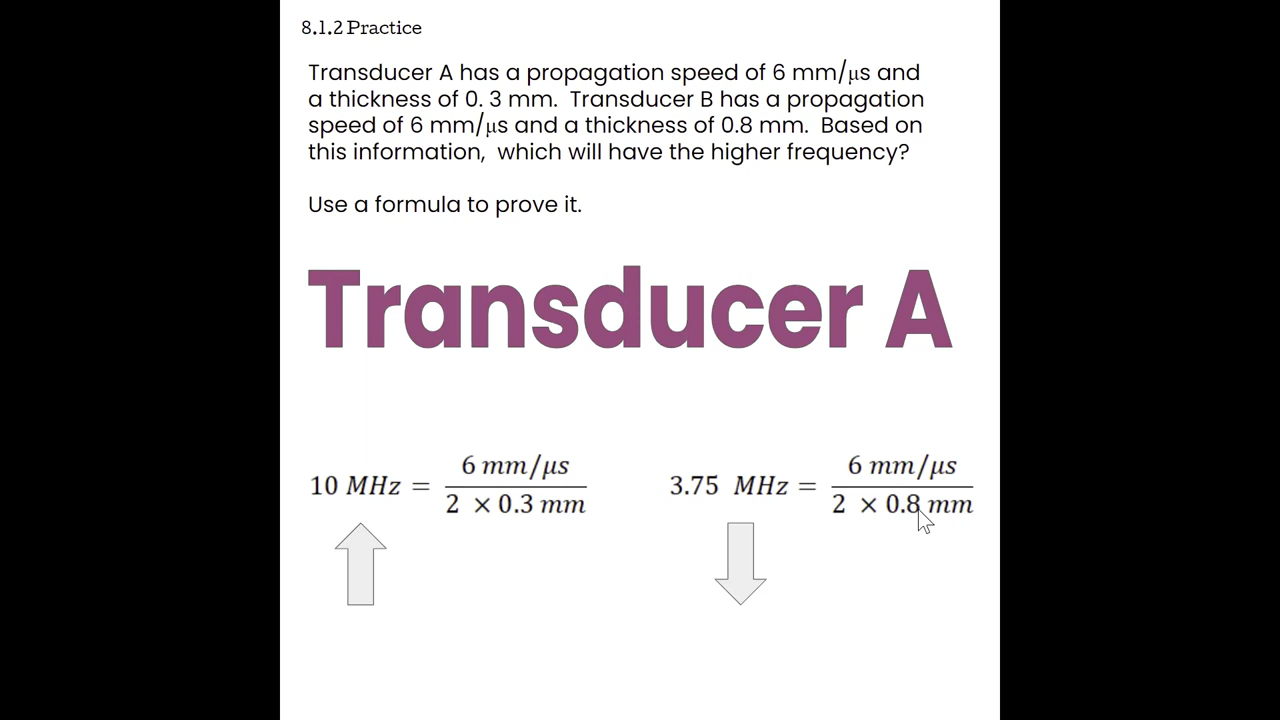 8.1.2 Practice
Transducer A has a propagation speed of 6 mm/μs and
a thickness of 0. 3 mm.  Transducer B has a propagation
speed of 6 mm/μs and a thickness of 0.8 mm.  Based on
this information,  which will have the higher frequency?
Use a formula to prove it.
Transducer A
10 MHz = 6 mm/μs / 2 × 0.3 mm
3.75 MHz = 6 mm/μs / 2 × 0.8 mm